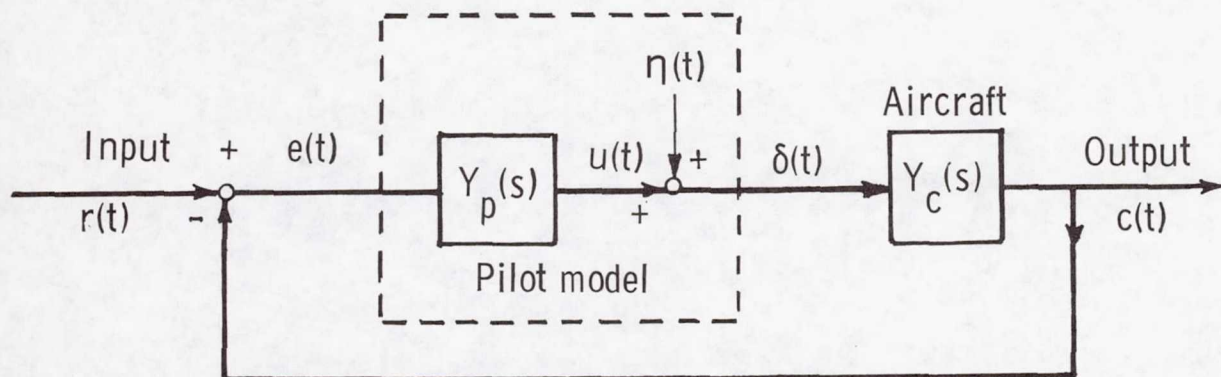 η(t)
Aircraft
Input + e(t) u(t) + δ(t) Output
Y_p(s) Y_c(s)
r(t) - + c(t)
Pilot model